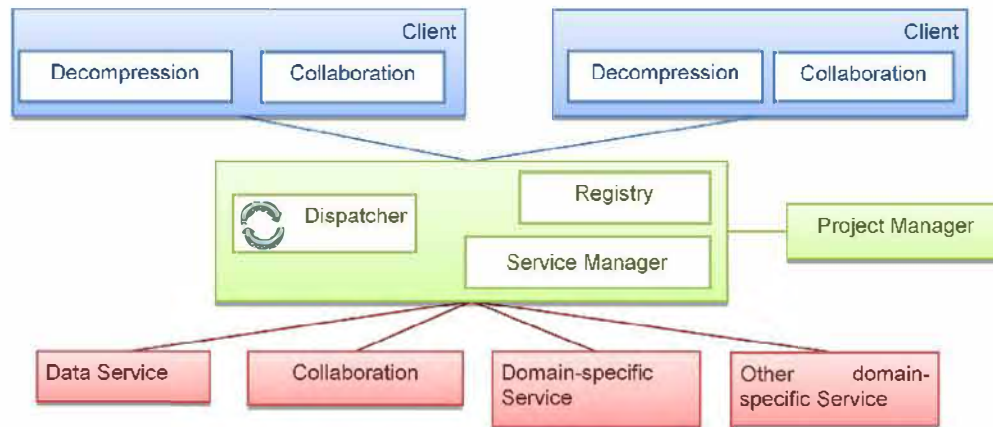 Client
Decompression
Collaboration
Client
Decompression
Collaboration
Dispatcher
Registry
Service Manager
Project Manager
Data Service
Collaboration
Domain-specific
Service
Other domain-
specific Service